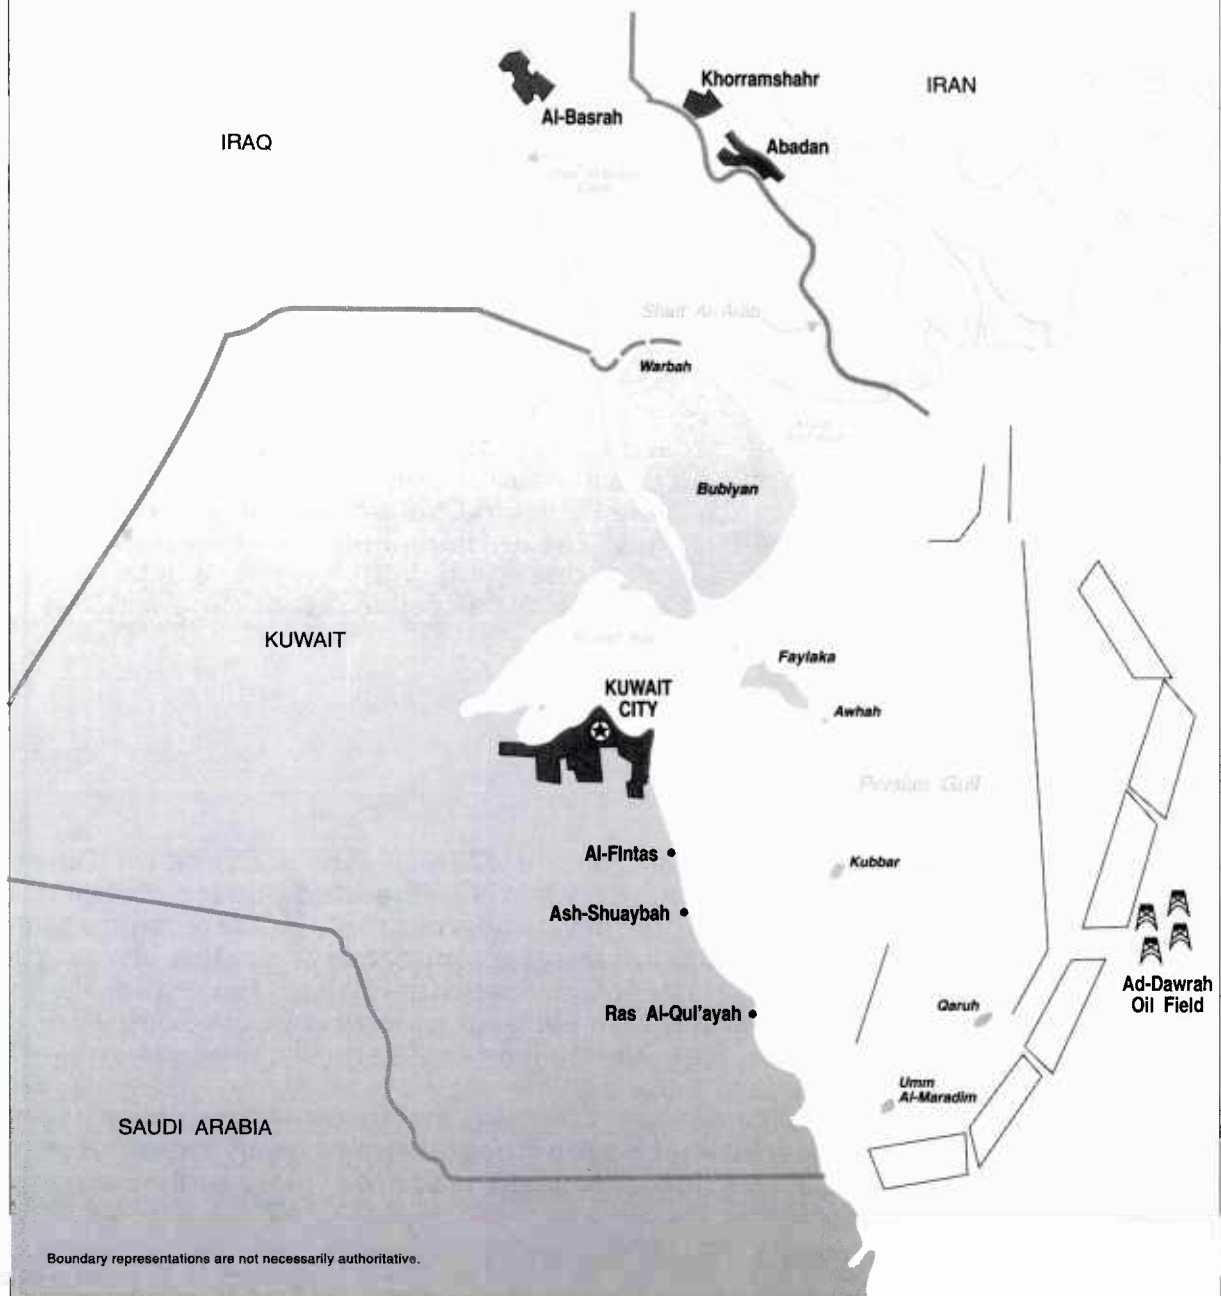 Khorramshahr
IRAN
Al-Basrah
IRAQ
Abadan
Shatt Al-Arab
Warbah
Bubiyan
KUWAIT
Faylaka
KUWAIT
CITY
Awhah
Persian Gulf
Al-Fintas
Kubbar
Ash-Shuaybah
Ad-Dawrah
Oil Field
Qaruh
Ras Al-Qul'ayah
Umm
Al-Maradim
SAUDI ARABIA
Boundary representations are not necessarily authoritative.